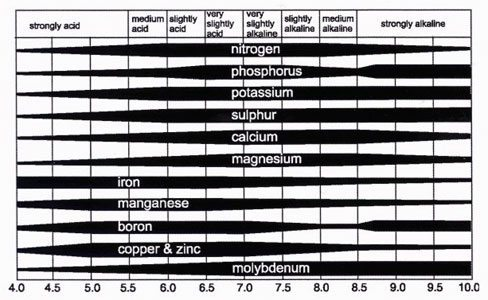 strongly acid
medium
acid
slightly
acid
very
slightly
acid
very
slightly
alkaline
slightly
alkaline
medium
alkaline
strongly alkaline
nitrogen
phosphorus
potassium
sulphur
calcium
magnesium
iron
manganese
boron
copper & zinc
molybdenum
4.0 4.5 5.0 5.5 6.0 6.5 7.0 7.5 8.0 8.5 9.0 10.0